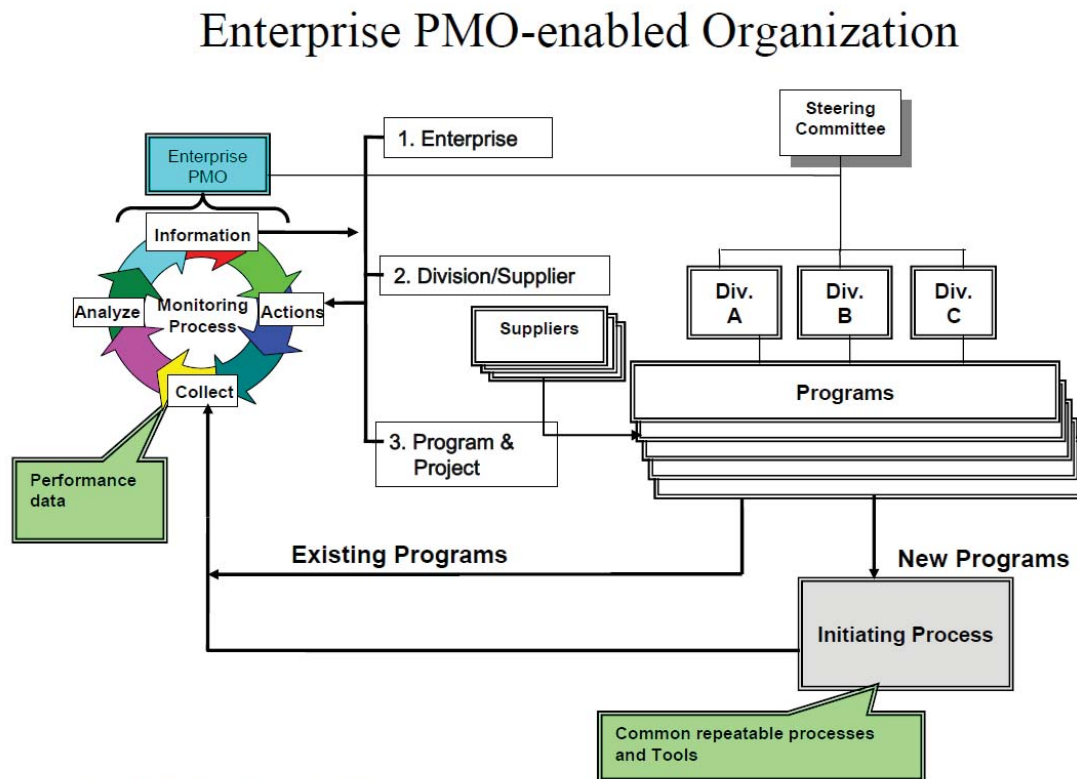 Enterprise PMO-enabled Organization
Steering
Committee
1. Enterprise
Enterprise
PMO
Information
2. Division/Supplier
Div.
A
Div.
B
Div.
C
Analyze
Monitoring
Process
Actions
Suppliers
Programs
Collect
3. Program &
Project
Performance
data
Existing Programs
New Programs
Initiating Process
Common repeatable processes
and Tools